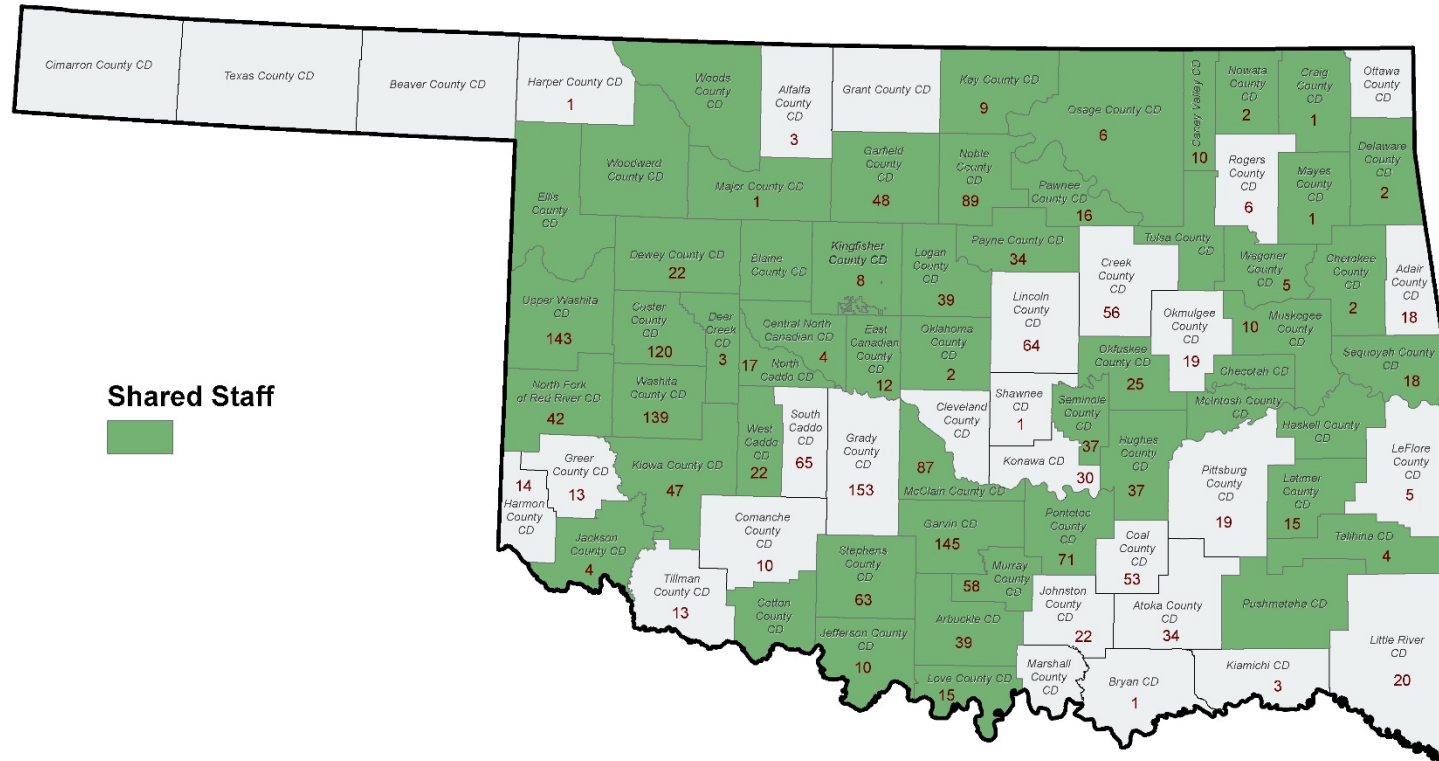 Cimarron County CD
Texas County CD
Beaver County CD
Harper County CD
1
Woods
County
CD
Alfalfa
County
CD
3
Grant County CD
Kay County CD
9
Osage County CD
6
Caney Valley CD
10
Nowata
County
CD
2
Craig
County
CD
1
Ottawa
County
CD
Ellis
County
CD
Woodward
County CD
Major County CD
1
Garfield
County
CD
48
Noble
County
CD
89
Pawnee
County CD
16
Rogers
County
CD
6
Mayes
County
CD
1
Delaware
County
CD
2
Dewey County CD
22
Blaine
County CD
Kingfisher
County CD
8
Logan
County
CD
39
Payne County CD
34
Creek
County
CD
56
Tulsa County
CD
Wagoner
County
CD
5
Cherokee
County
CD
2
Adair
County
CD
18
Upper Washita
CD
143
Custer
County
CD
120
Deer
Creek
CD
3
Central North
Canadian CD
4
17
North
Caddo CD
East
Canadian
County
CD
12
Oklahoma
County
CD
2
Lincoln
County
CD
64
Okmulgee
County
CD
19
10
Muskogee
County
CD
Sequoyah County
CD
18
Shared Staff
North Fork
of Red River CD
42
Washita
County CD
139
West
Caddo
CD
22
South
Caddo
CD
65
Grady
County
CD
153
Cleveland
County
CD
Shawnee
CD
1
Seminole
County
CD
37
Okfuskee
County CD
25
Checotah CD
McIntosh County
CD
Haskell County
CD
LeFlore
County
CD
5
Greer
County CD
13
14
Harmon
County
CD
Kiowa County CD
47
87
McClain County CD
Konawa CD
30
Hughes
County
CD
37
Pittsburg
County
CD
19
Latimer
County
CD
15
Talihina CD
4
Jackson
County CD
4
Comanche
County
CD
10
Garvin CD
145
Pontotoc
County
CD
71
Coal
County
CD
53
Tillman
County CD
13
Cotton
County
CD
Stephens
County
CD
63
58
Murray
County
CD
Johnston
County
CD
22
Atoka County
CD
34
Pushmataha CD
Jefferson County
CD
10
Arbuckle CD
39
Love County CD
15
Marshall
County
CD
Bryan CD
1
Kiamichi CD
3
Little River
CD
20